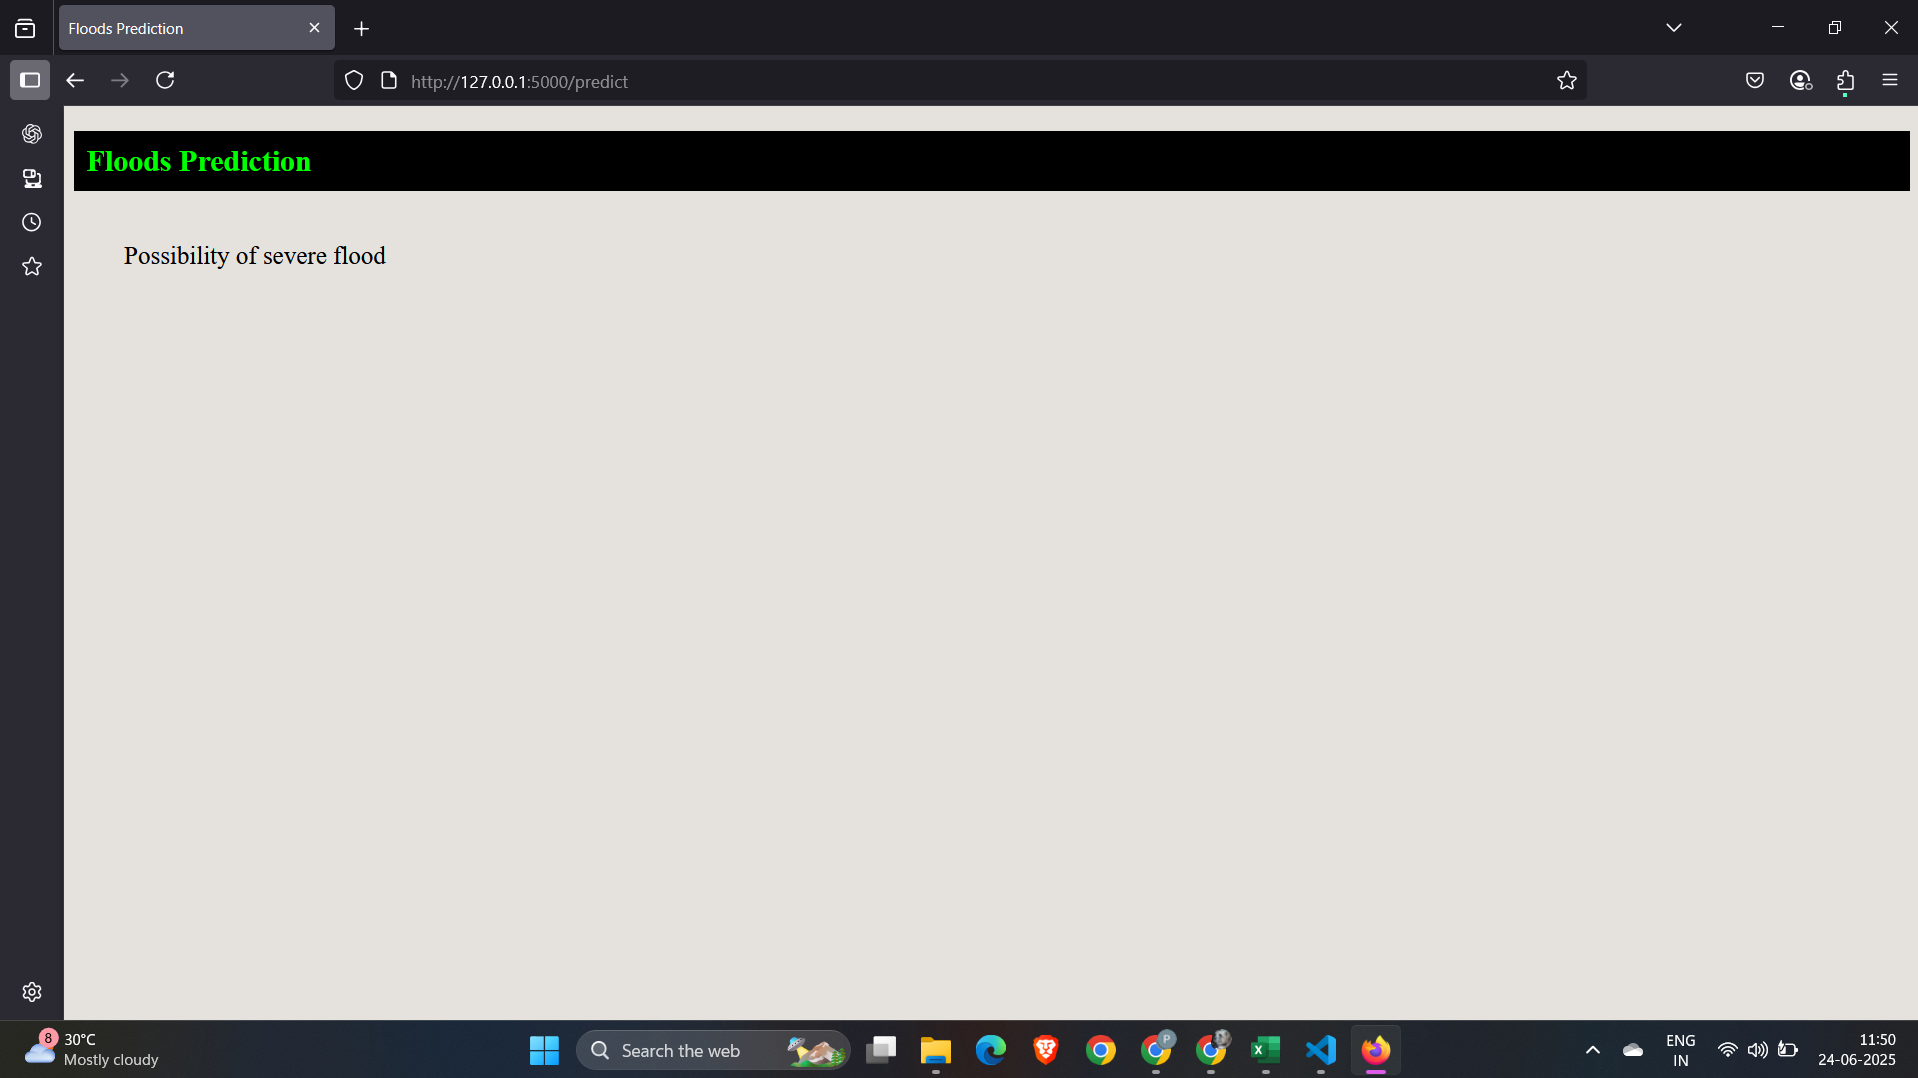 Floods Prediction
http://127.0.0.1:5000/predict
Floods Prediction
Possibility of severe flood
8
30°C
Mostly cloudy
Search the web
P
ENG
IN
11:50
24-06-2025